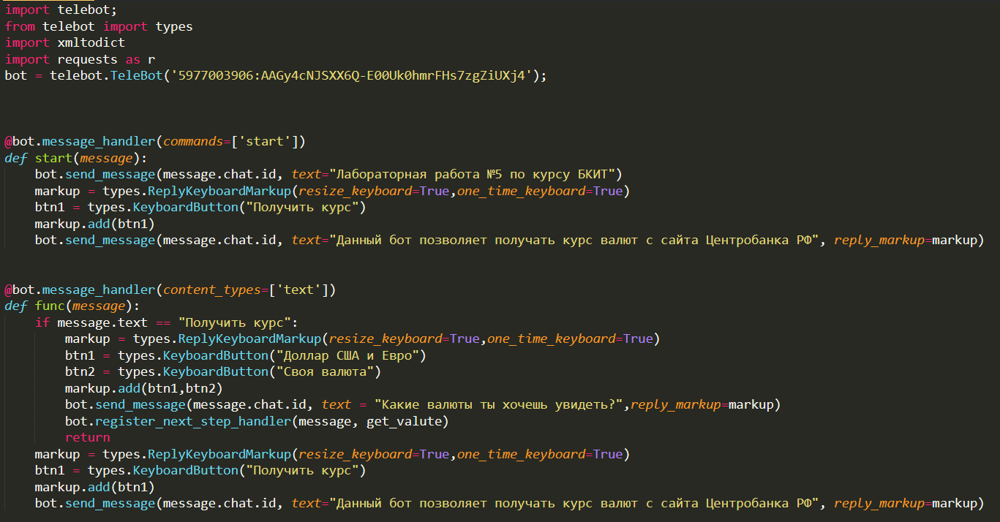 import telebot;
from telebot import types
import xmltodict
import requests as r
bot = telebot.TeleBot('5977003906:AAGy4cNJSXX6Q-E00Uk0hmrFHs7zgZiUXj4');
@bot.message_handler(commands=['start'])
def start(message):
    bot.send_message(message.chat.id, text="Лабораторная работа №5 по курсу БКИТ")
    markup = types.ReplyKeyboardMarkup(resize_keyboard=True,one_time_keyboard=True)
    btn1 = types.KeyboardButton("Получить курс")
    markup.add(btn1)
    bot.send_message(message.chat.id, text="Данный бот позволяет получать курс валют с сайта Центробанка РФ", reply_markup=markup)
@bot.message_handler(content_types=['text'])
def func(message):
    if message.text == "Получить курс":
        markup = types.ReplyKeyboardMarkup(resize_keyboard=True,one_time_keyboard=True)
        btn1 = types.KeyboardButton("Доллар США и Евро")
        btn2 = types.KeyboardButton("Своя валюта")
        markup.add(btn1,btn2)
        bot.send_message(message.chat.id, text = "Какие валюты ты хочешь увидеть?",reply_markup=markup)
        bot.register_next_step_handler(message, get_valute)
        return
    markup = types.ReplyKeyboardMarkup(resize_keyboard=True,one_time_keyboard=True)
    btn1 = types.KeyboardButton("Получить курс")
    markup.add(btn1)
    bot.send_message(message.chat.id, text="Данный бот позволяет получать курс валют с сайта Центробанка РФ", reply_markup=markup)